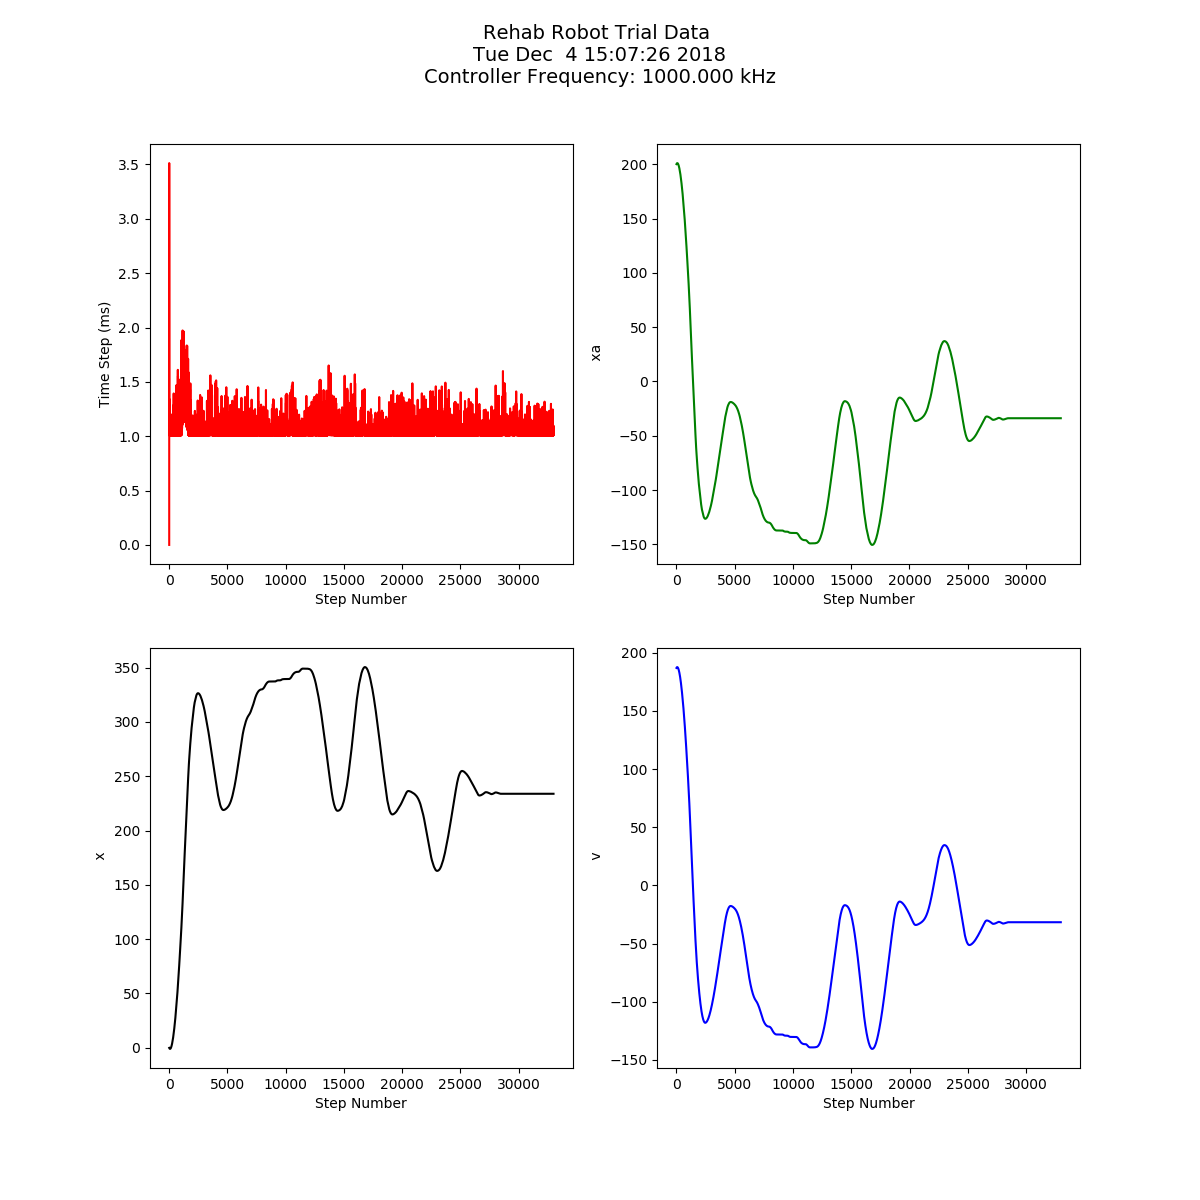 Rehab Robot Trial Data
Tue Dec  4 15:07:26 2018
Controller Frequency: 1000.000 kHz
3.5
3.0
2.5
2.0
1.5
1.0
0.5
0.0
Time Step (ms)
0 5000 10000 15000 20000 25000 30000
Step Number
200
150
100
50
0
−50
−100
−150
xa
0 5000 10000 15000 20000 25000 30000
Step Number
350
300
250
200
150
100
50
0
x
0 5000 10000 15000 20000 25000 30000
Step Number
200
150
100
50
0
−50
−100
−150
v
0 5000 10000 15000 20000 25000 30000
Step Number